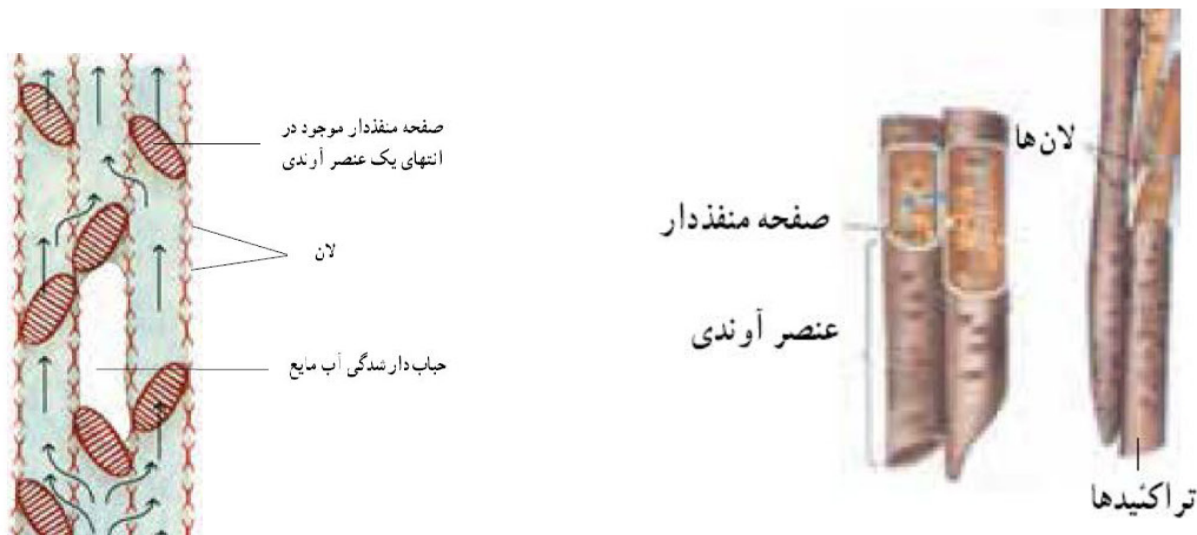 صفحه منفذدار موجود در
انتهای یک عنصر آوندی
لان
حباب دار شدگی آب مایع
لان‌ها
صفحه منفذدار
عنصر آوندی
تراکئیدها